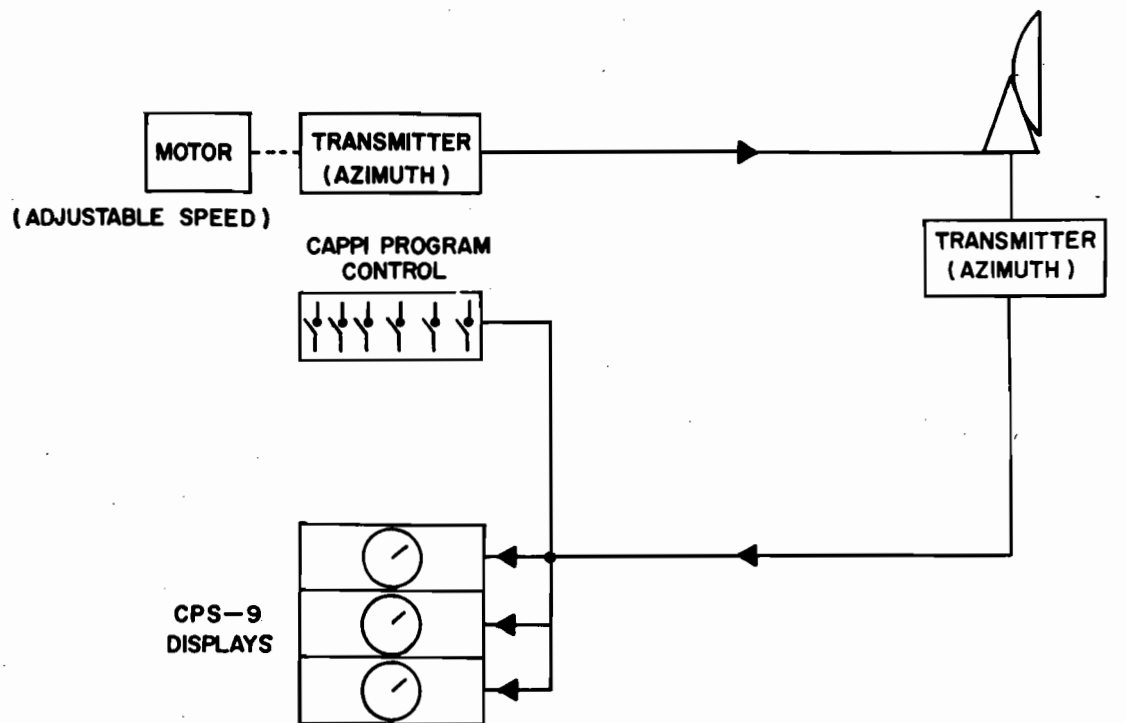 MOTOR
TRANSMITTER
(AZIMUTH)
(ADJUSTABLE SPEED)
CAPPI PROGRAM
CONTROL
TRANSMITTER
(AZIMUTH)
CPS-9
DISPLAYS